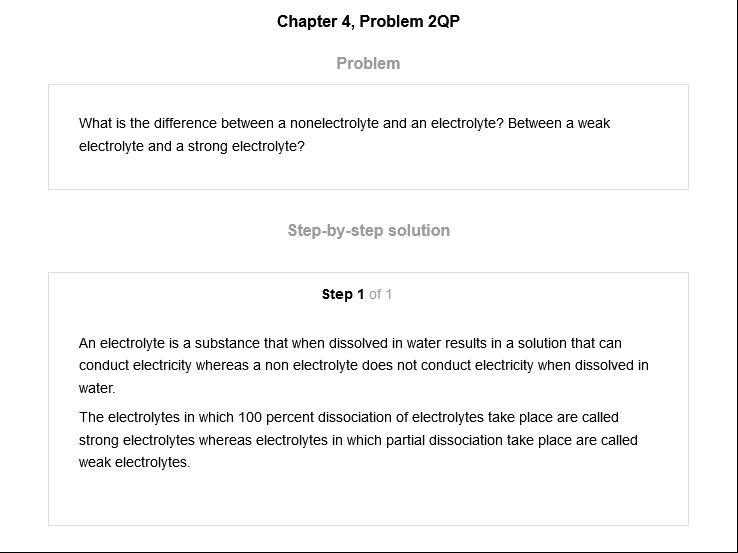 Chapter 4, Problem 2QP
Problem
What is the difference between a nonelectrolyte and an electrolyte? Between a weak
electrolyte and a strong electrolyte?
Step-by-step solution
Step 1 of 1
An electrolyte is a substance that when dissolved in water results in a solution that can
conduct electricity whereas a non electrolyte does not conduct electricity when dissolved in
water.
The electrolytes in which 100 percent dissociation of electrolytes take place are called
strong electrolytes whereas electrolytes in which partial dissociation take place are called
weak electrolytes.